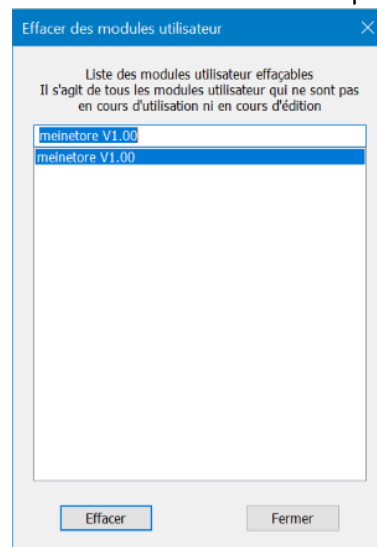 Effacer des modules utilisateur
Liste des modules utilisateur effaçables
Il s'agit de tous les modules utilisateur qui ne sont pas
en cours d'utilisation ni en cours d'édition
meinetore V1.00
meinetore V1.00
Effacer
Fermer